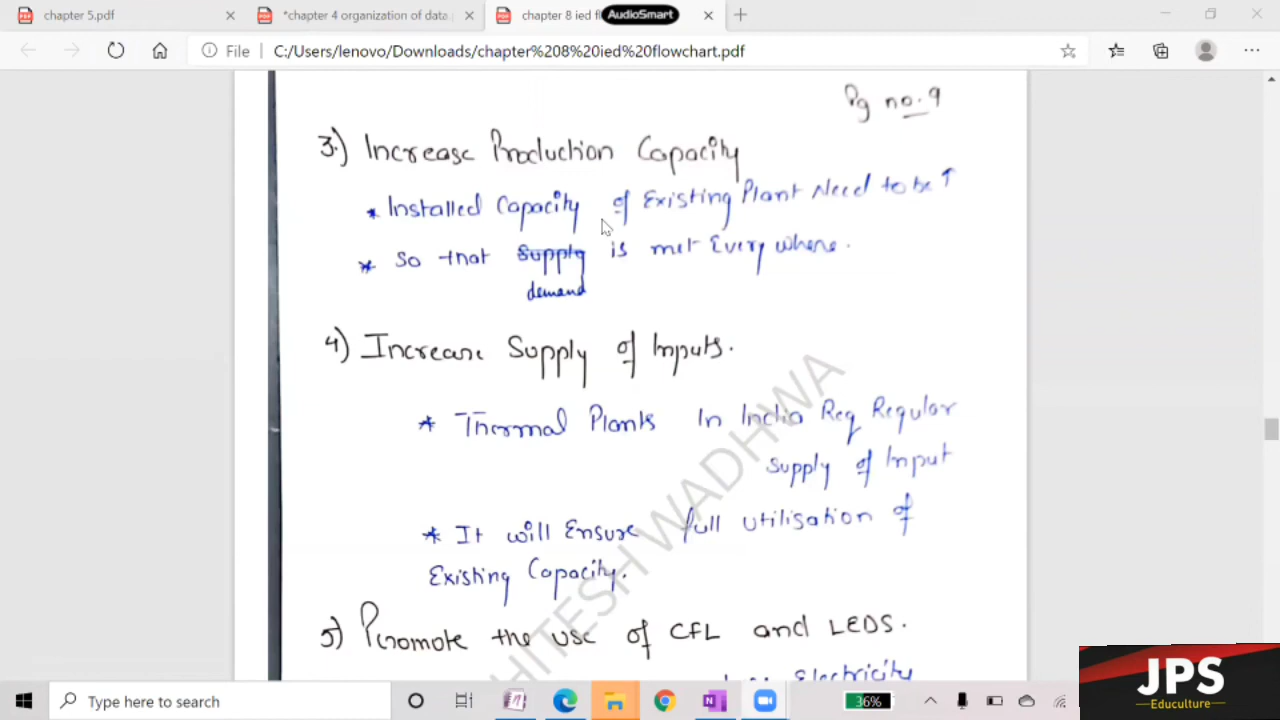 chapter 5.pdf
*chapter 4 organization of data
chapter 8 ied fl
AudioSmart
File
C:/Users/lenovo/Downloads/chapter%208%20ied%20flowchart.pdf
Pg no. 9
3.) Increase Production Capacity
* Installed Capacity of Existing Plant Need to be ↑
* So that supply is met Every where.
demand
4) Increase Supply of Inputs.
* Thermal Plants In India Req Regular
supply of Input
* It will Ensure full utilisation of
Existing Capacity.
5) Promote the use of CFL and LEDS.
Electricity
HITESH WADHWA
Type here to search
36%
JPS
Educulture